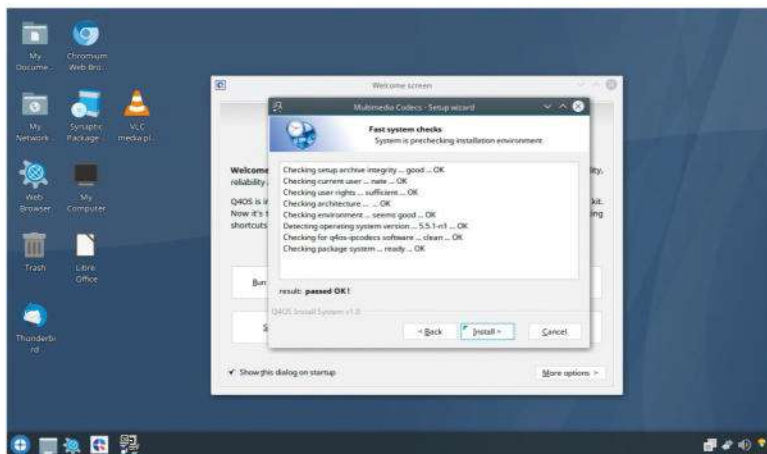 My
Docume...
Chromium
Web Bro...
My
Network...
Synaptic
Package...
VLC
media pl...
Web
Browser
My
Computer
Trash
Libre
Office
Thunderbi
rd
Welcome screen
Welcome
reliability
Q4OS is
Now it's
shortcuts
kit.
Multimedia Codecs - Setup wizard
Fast system checks
System is prechecking installation environment
Checking setup archive integrity ... good ... OK
Checking current user ... nate ... OK
Checking user rights ... sufficient ... OK
Checking architecture ... ... OK
Checking environment ... seems good ... OK
Detecting operating system version ... 5.5.1-n1 ... OK
Checking for q4os-ipcodecs software ... clean ... OK
Checking package system ... ready ... OK
result: passed OK!
Q4OS Install System v1.0
< Back
Install >
Cancel
Bun
S
Show this dialog on startup
More options >